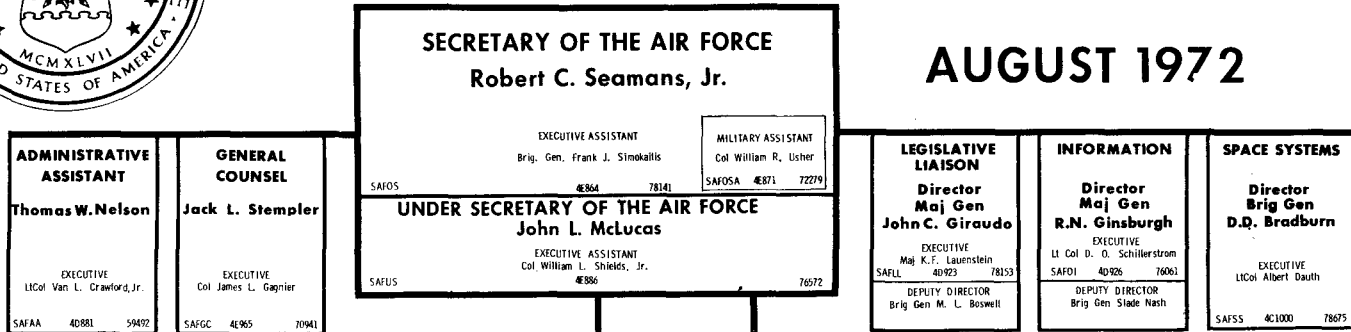 MCMXLVII
D STATES OF AMERICA
SECRETARY OF THE AIR FORCE
Robert C. Seamans, Jr.
EXECUTIVE ASSISTANT
Brig. Gen. Frank J. Simokaitis
SAFOS 4E864 78141
MILITARY ASSISTANT
Col William R. Usher
SAFOSA 4E871 72279
UNDER SECRETARY OF THE AIR FORCE
John L. McLucas
EXECUTIVE ASSISTANT
Col William L. Shields, Jr.
SAFUS 4E886 76572
AUGUST 1972
ADMINISTRATIVE
ASSISTANT
Thomas W. Nelson
EXECUTIVE
LtCol Van L. Crawford, Jr.
SAFAA 4D881 59492
GENERAL
COUNSEL
Jack L. Stempler
EXECUTIVE
Col James L. Gagnier
SAFGC 4E965 70941
LEGISLATIVE
LIAISON
Director
Maj Gen
John C. Giraudo
EXECUTIVE
Maj K.F. Lauenstein
SAFLL 4D923 78153
DEPUTY DIRECTOR
Brig Gen M. L. Boswell
INFORMATION
Director
Maj Gen
R.N. Ginsburgh
EXECUTIVE
Lt Col D. O. Schillerstrom
SAFOI 4D926 76061
DEPUTY DIRECTOR
Brig Gen Slade Nash
SPACE SYSTEMS
Director
Brig Gen
D.D. Bradburn
EXECUTIVE
LtCol Albert Dauth
SAFSS 4C1000 78675